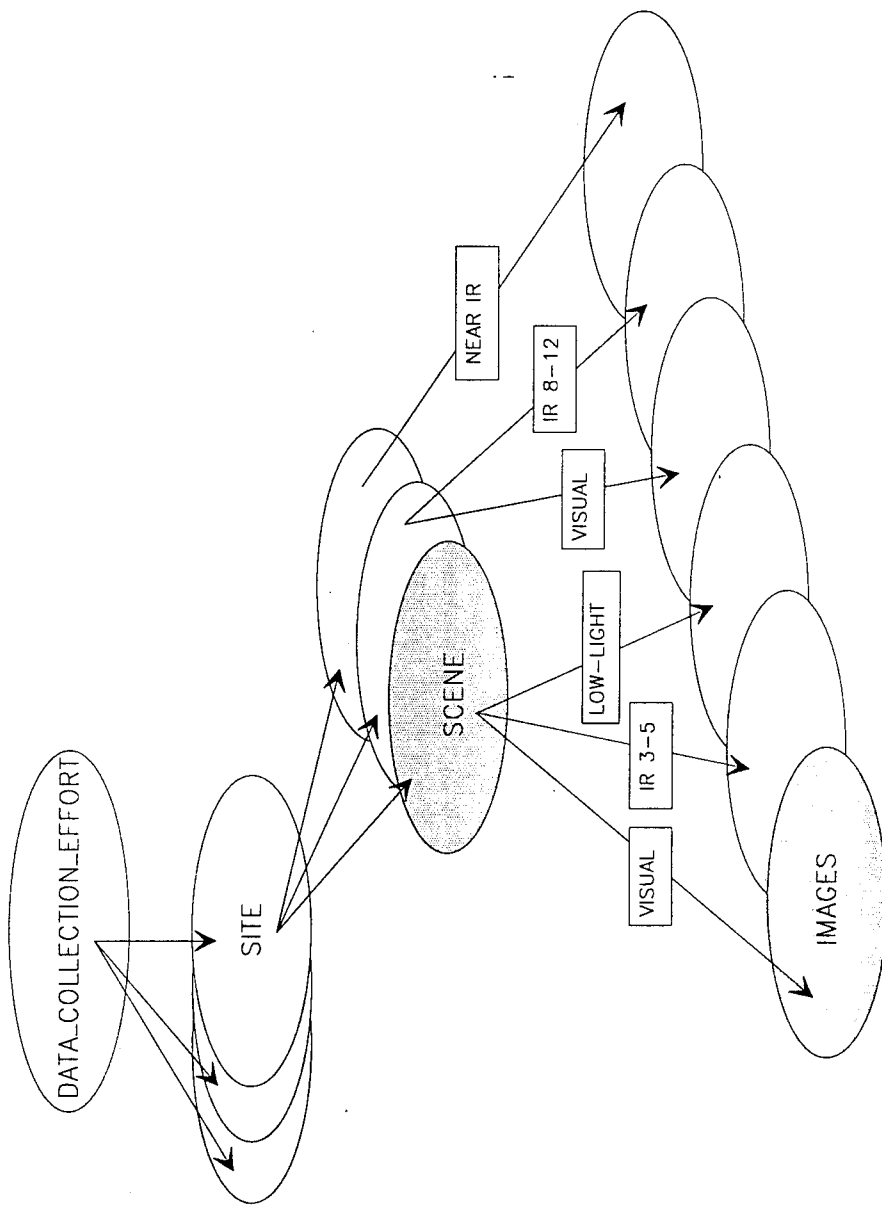 DATA_COLLECTION_EFFORT
SITE
SCENE
NEAR IR
IR 8-12
VISUAL
LOW-LIGHT
IR 3-5
VISUAL
IMAGES